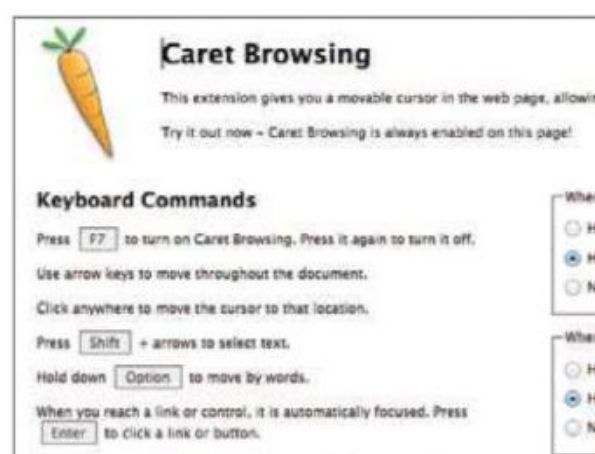 Caret Browsing
This extension gives you a movable cursor in the web page,
Try it out now - Caret Browsing is always enabled on this page!
Keyboard Commands
Press F7 to turn on Caret Browsing. Press it again to turn it off.
Use arrow keys to move throughout the document.
Click anywhere to move the cursor to that location.
Press Shift + arrows to select text.
Hold down Option to move by words.
When you reach a link or control, it is automatically focused. Press
Enter to click a link or button.